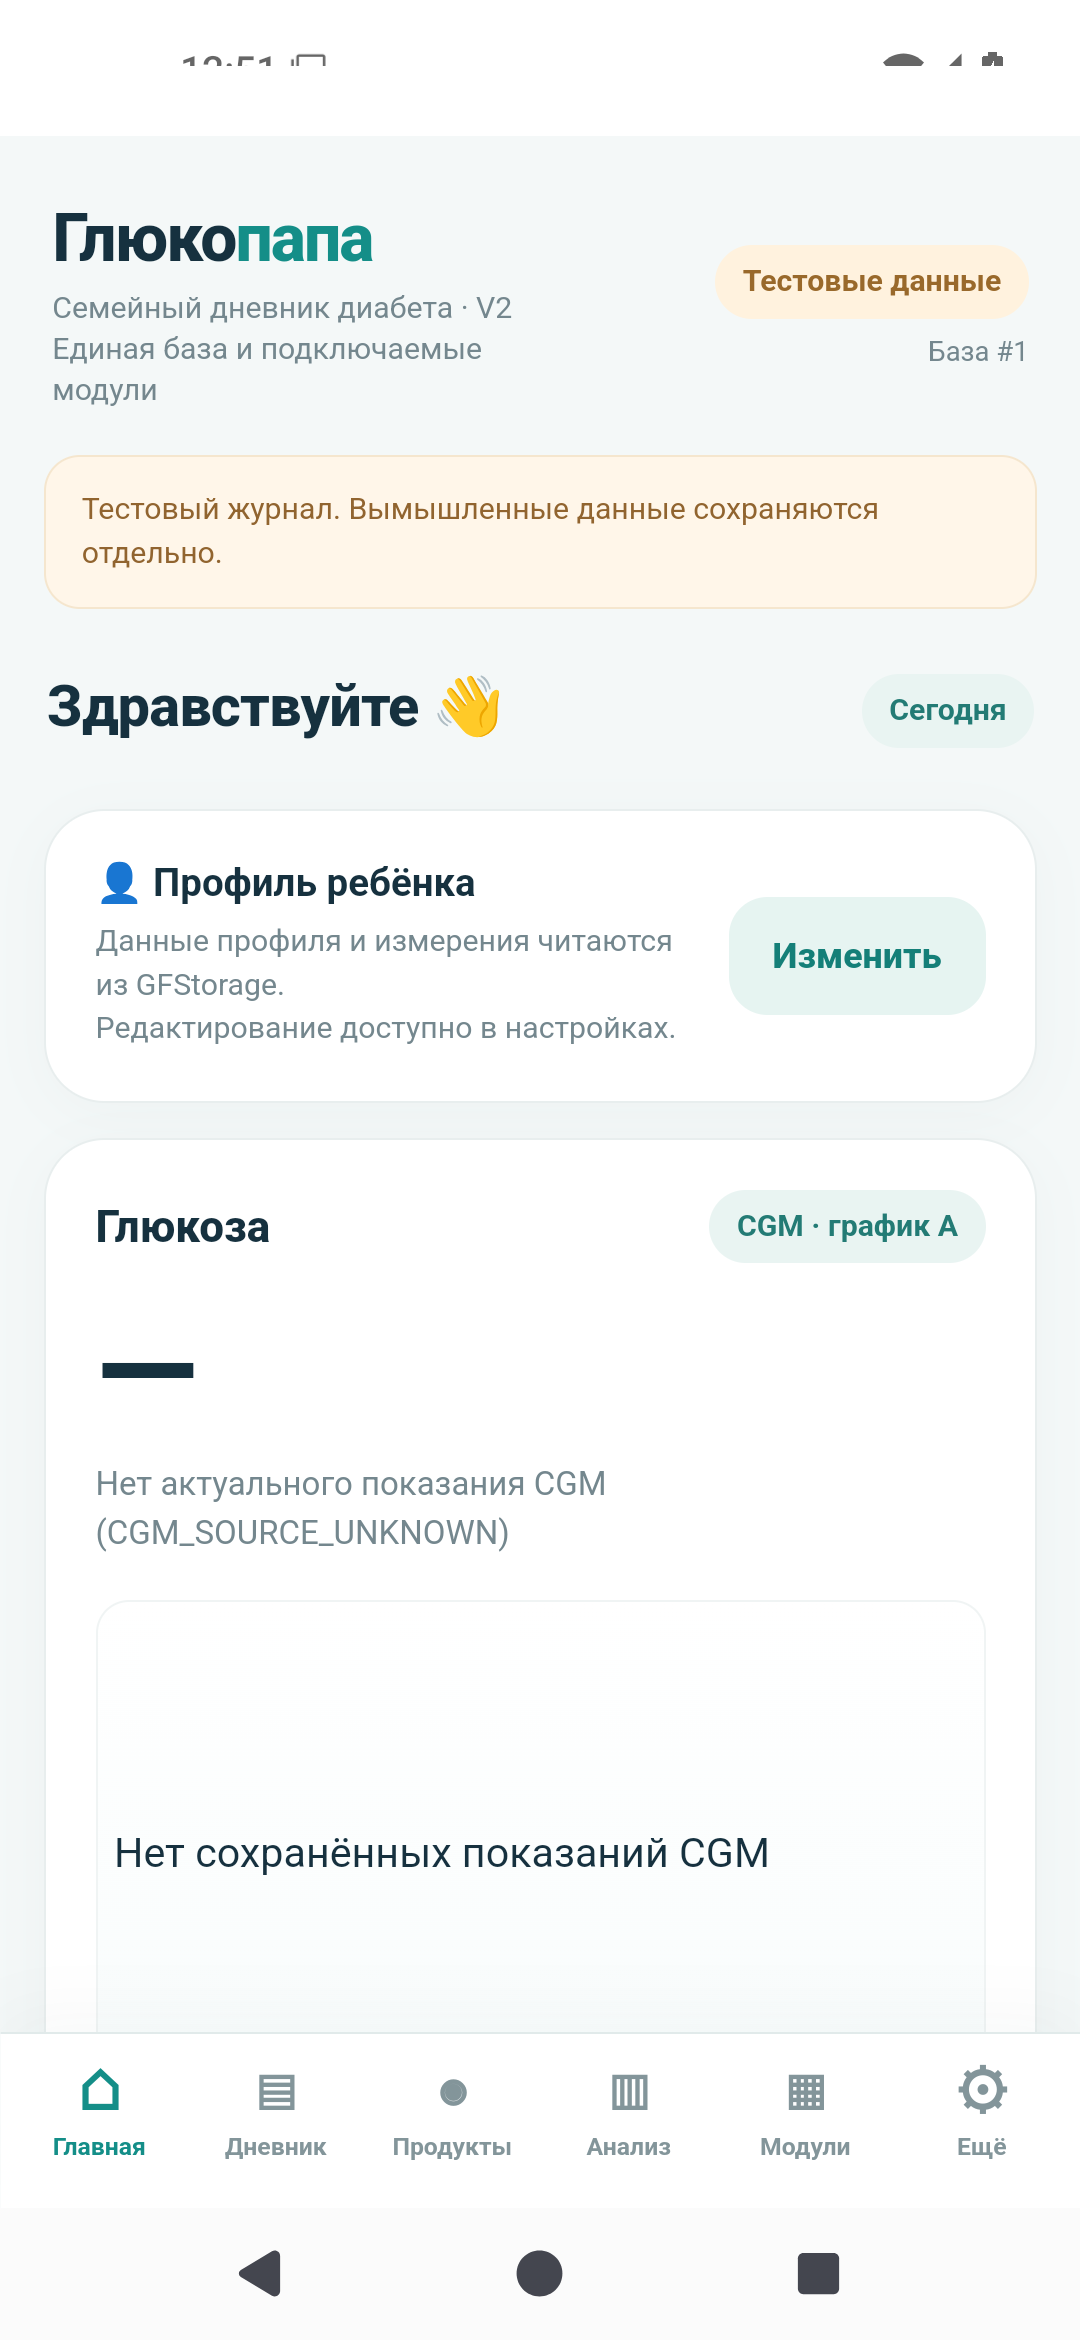 Глюкопапа
Семейный дневник диабета · V2
Единая база и подключаемые
модули
Тестовые данные
База #1
Тестовый журнал. Вымышленные данные сохраняются
отдельно.
Здравствуйте 👋
Сегодня
👤 Профиль ребёнка
Данные профиля и измерения читаются
из GFStorage.
Редактирование доступно в настройках.
Изменить
Глюкоза
CGM · график A
—
Нет актуального показания CGM
(CGM_SOURCE_UNKNOWN)
Нет сохранённых показаний CGM
Главная
Дневник
Продукты
Анализ
Модули
Ещё